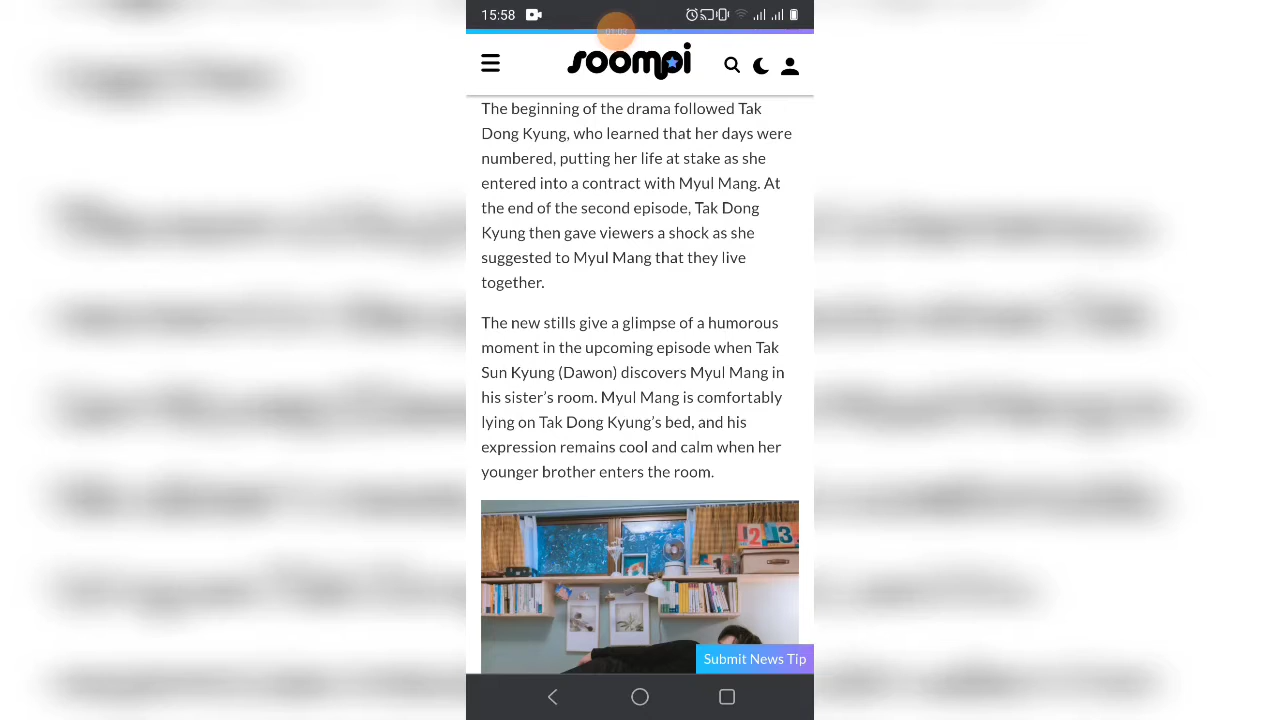 15:58
01:03
soompi
The beginning of the drama followed Tak
Dong Kyung, who learned that her days were
numbered, putting her life at stake as she
entered into a contract with Myul Mang. At
the end of the second episode, Tak Dong
Kyung then gave viewers a shock as she
suggested to Myul Mang that they live
together.
The new stills give a glimpse of a humorous
moment in the upcoming episode when Tak
Sun Kyung (Dawon) discovers Myul Mang in
his sister’s room. Myul Mang is comfortably
lying on Tak Dong Kyung’s bed, and his
expression remains cool and calm when her
younger brother enters the room.
123
Submit News Tip